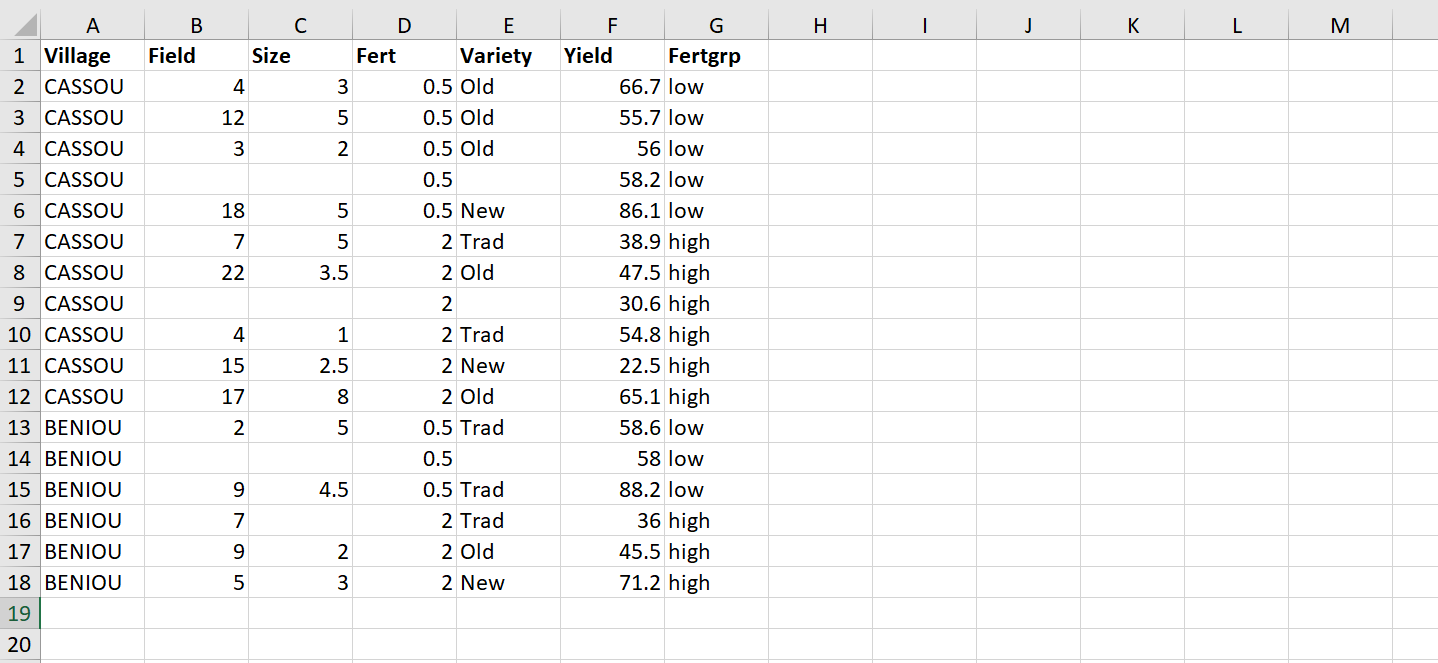 A B C D E F G H I J K L M
1 Village Field Size Fert Variety Yield Fertgrp
2 CASSOU 4 3 0.5 Old 66.7 low
3 CASSOU 12 5 0.5 Old 55.7 low
4 CASSOU 3 2 0.5 Old 56 low
5 CASSOU 0.5 58.2 low
6 CASSOU 18 5 0.5 New 86.1 low
7 CASSOU 7 5 2 Trad 38.9 high
8 CASSOU 22 3.5 2 Old 47.5 high
9 CASSOU 2 30.6 high
10 CASSOU 4 1 2 Trad 54.8 high
11 CASSOU 15 2.5 2 New 22.5 high
12 CASSOU 17 8 2 Old 65.1 high
13 BENIOU 2 5 0.5 Trad 58.6 low
14 BENIOU 0.5 58 low
15 BENIOU 9 4.5 0.5 Trad 88.2 low
16 BENIOU 7 2 Trad 36 high
17 BENIOU 9 2 2 Old 45.5 high
18 BENIOU 5 3 2 New 71.2 high
19
20